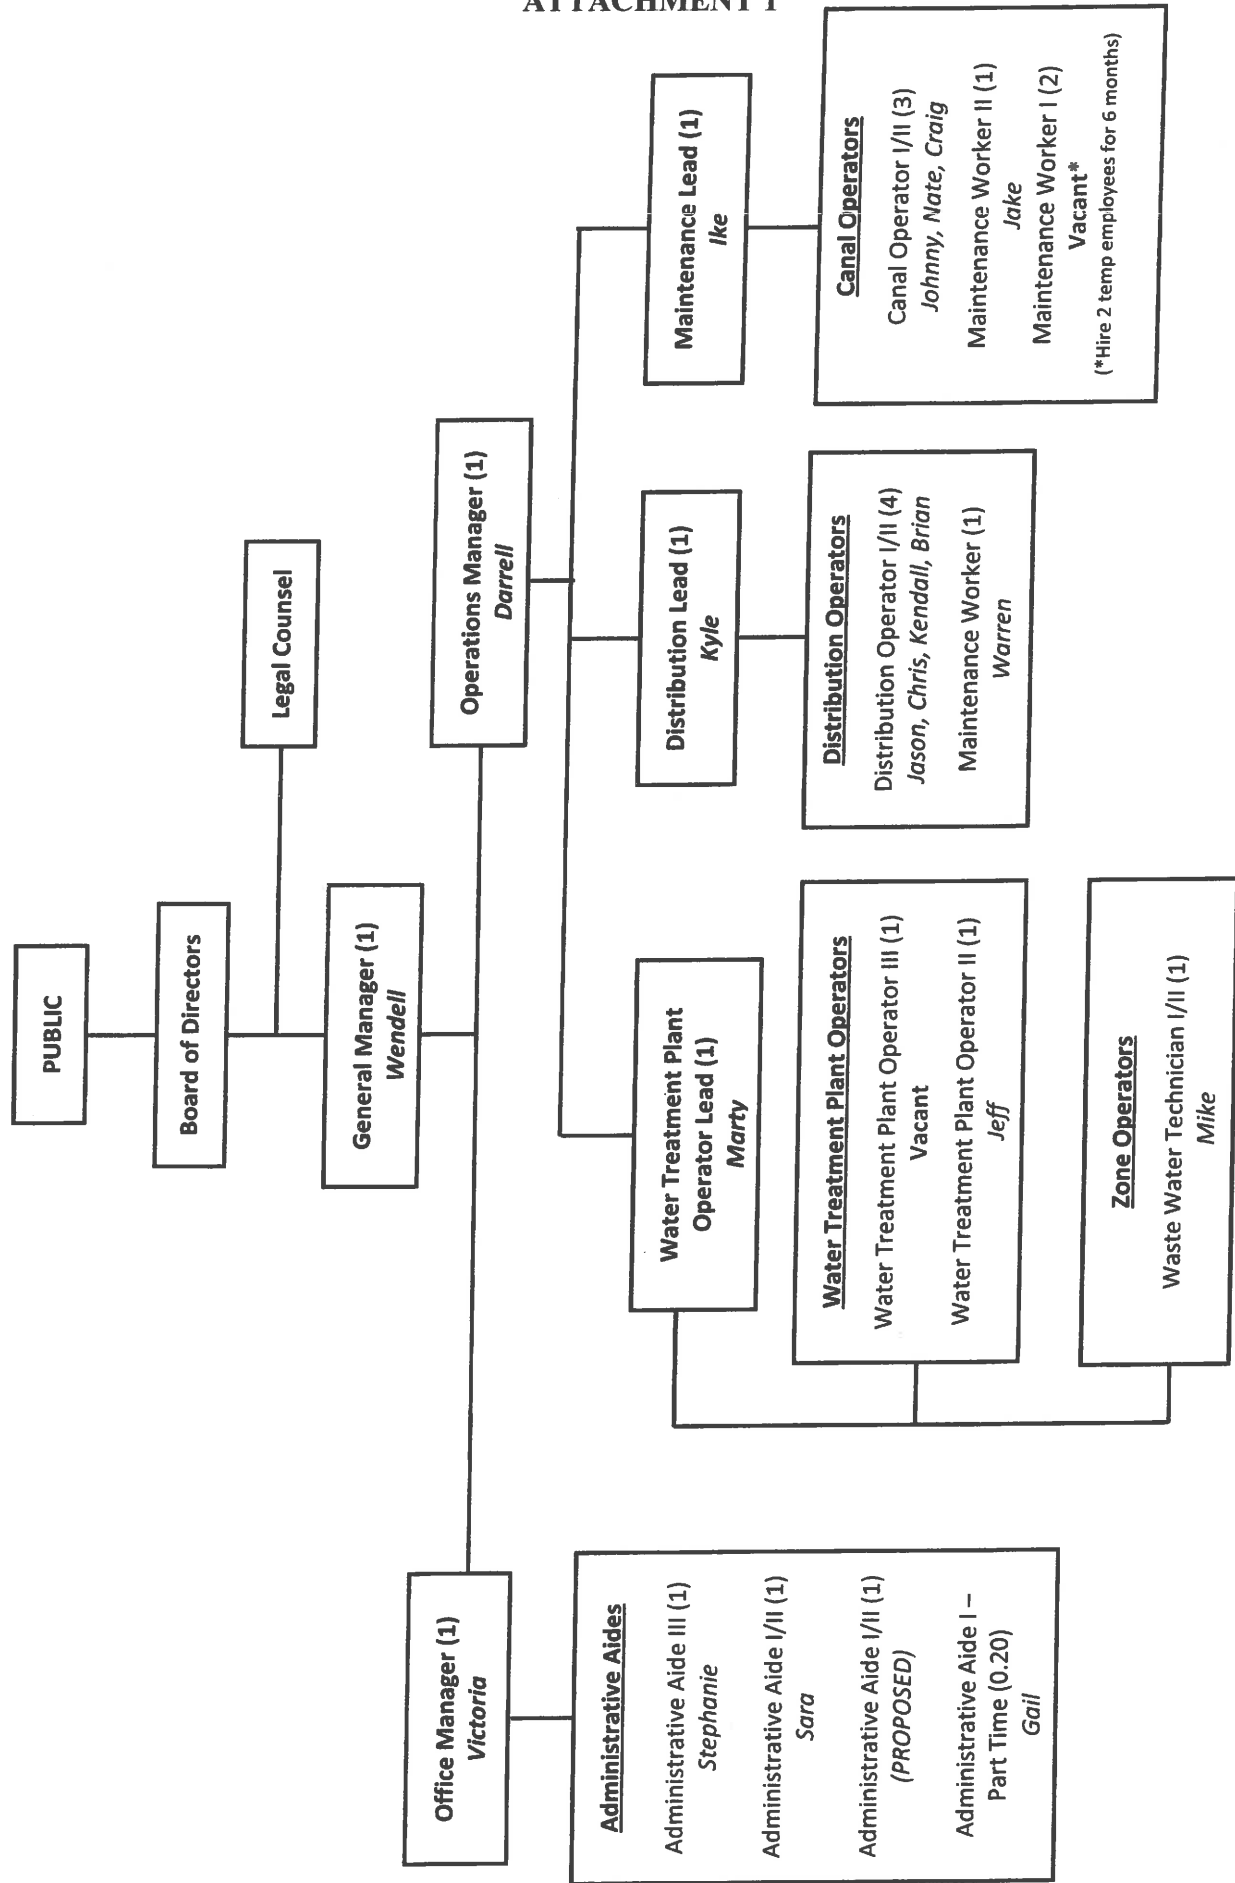 ATTACHMENT 1
PUBLIC
Board of Directors
Legal Counsel
General Manager (1)
Wendell
Office Manager (1)
Victoria
Operations Manager (1)
Darrell
Administrative Aides
Administrative Aide III (1)
Stephanie
Administrative Aide I/II (1)
Sara
Administrative Aide I/II (1)
(PROPOSED)
Administrative Aide I –
Part Time (0.20)
Gail
Water Treatment Plant
Operator Lead (1)
Marty
Distribution Lead (1)
Kyle
Maintenance Lead (1)
Ike
Water Treatment Plant Operators
Water Treatment Plant Operator III (1)
Vacant
Water Treatment Plant Operator II (1)
Jeff
Distribution Operators
Distribution Operator I/II (4)
Jason, Chris, Kendall, Brian
Maintenance Worker (1)
Warren
Canal Operators
Canal Operator I/II (3)
Johnny, Nate, Craig
Maintenance Worker II (1)
Jake
Maintenance Worker I (2)
Vacant*
(*Hire 2 temp employees for 6 months)
Zone Operators
Waste Water Technician I/II (1)
Mike